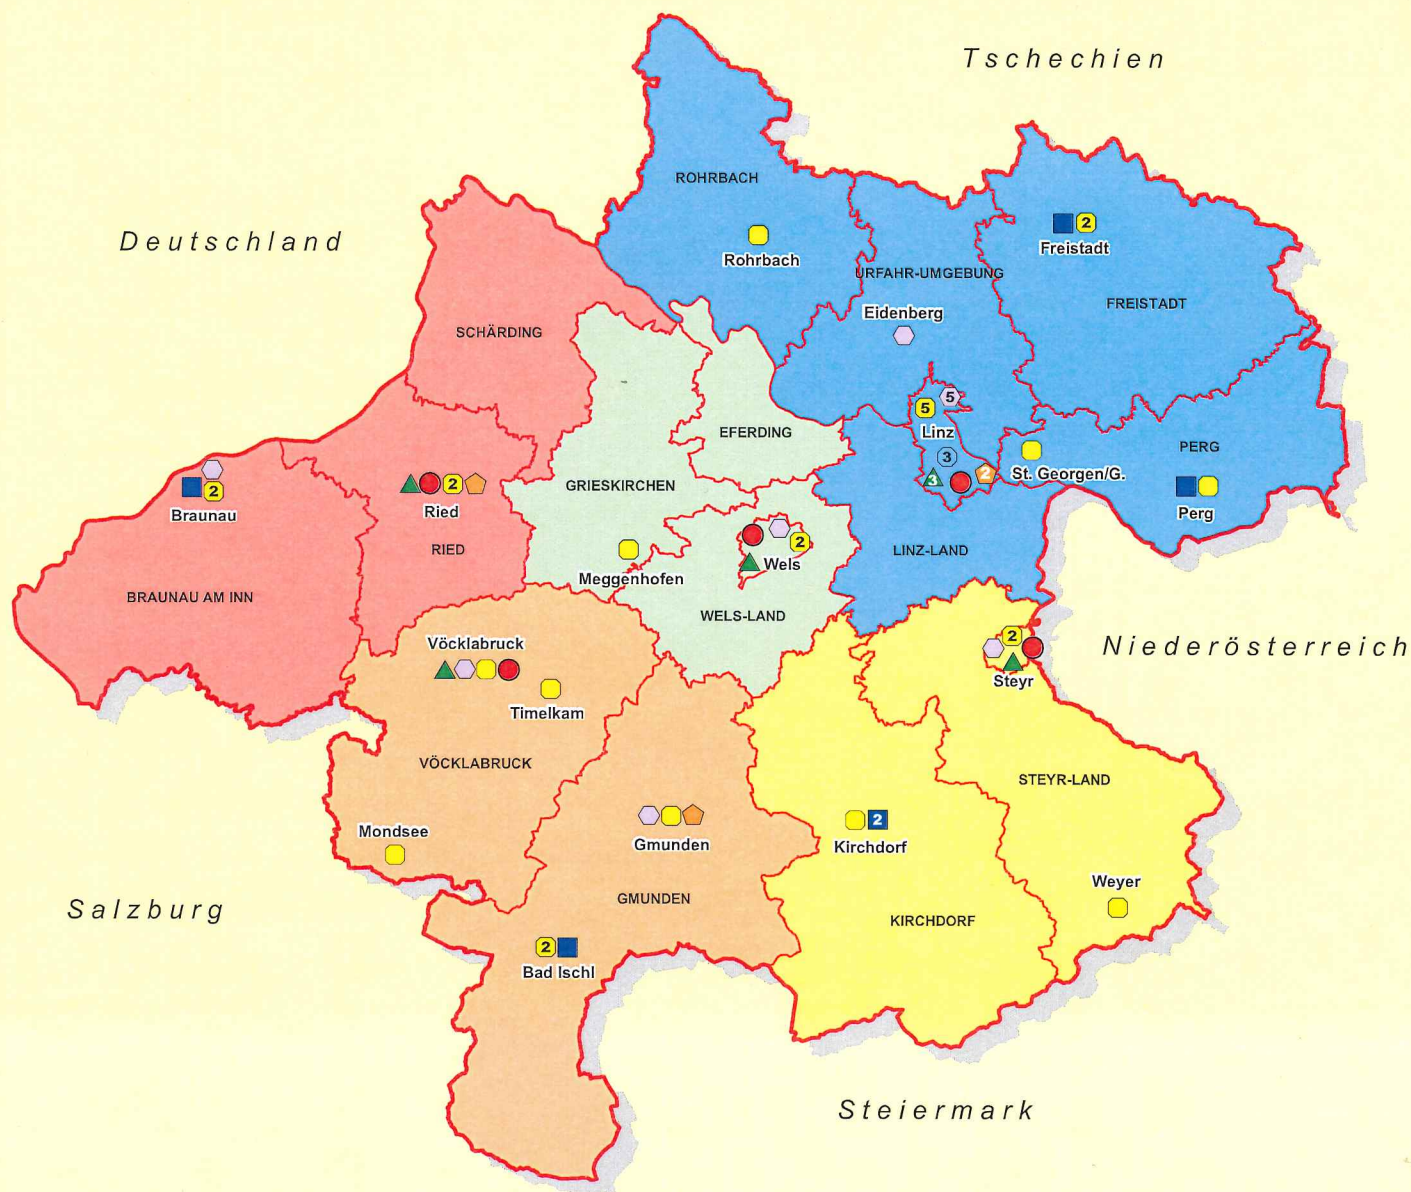 Tschechien
ROHRBACH
Deutschland
Rohrbach
2
Freistadt
URFAHR-UMGEBUNG
FREISTADT
Eidenberg
SCHÄRDING
5
5
Linz
EFERDING
PERG
3
St. Georgen/G.
3
2
GRIESKIRCHEN
2
Braunau
2
Ried
Perg
RIED
2
Wels
LINZ-LAND
Meggenhofen
BRAUNAU AM INN
WELS-LAND
Vöcklabruck
2
Steyr
Niederösterreich
Timelkam
VÖCKLABRUCK
STEYR-LAND
Mondsee
Gmunden
2
Kirchdorf
Weyer
Salzburg
GMUNDEN
KIRCHDORF
2
Bad Ischl
Steiermark